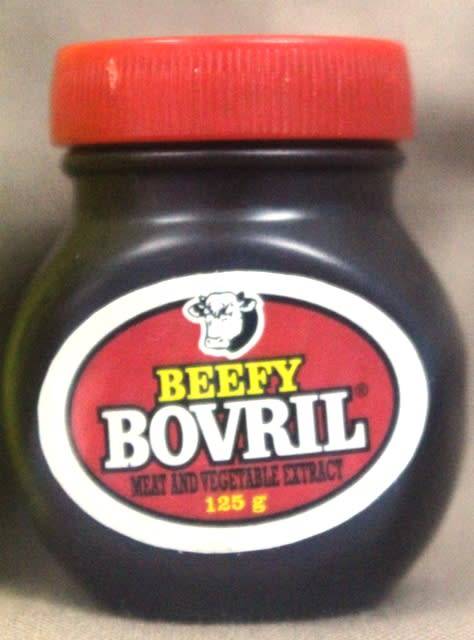 BEEFY
BOVRIL®
MEAT AND VEGETABLE EXTRACT
125 g